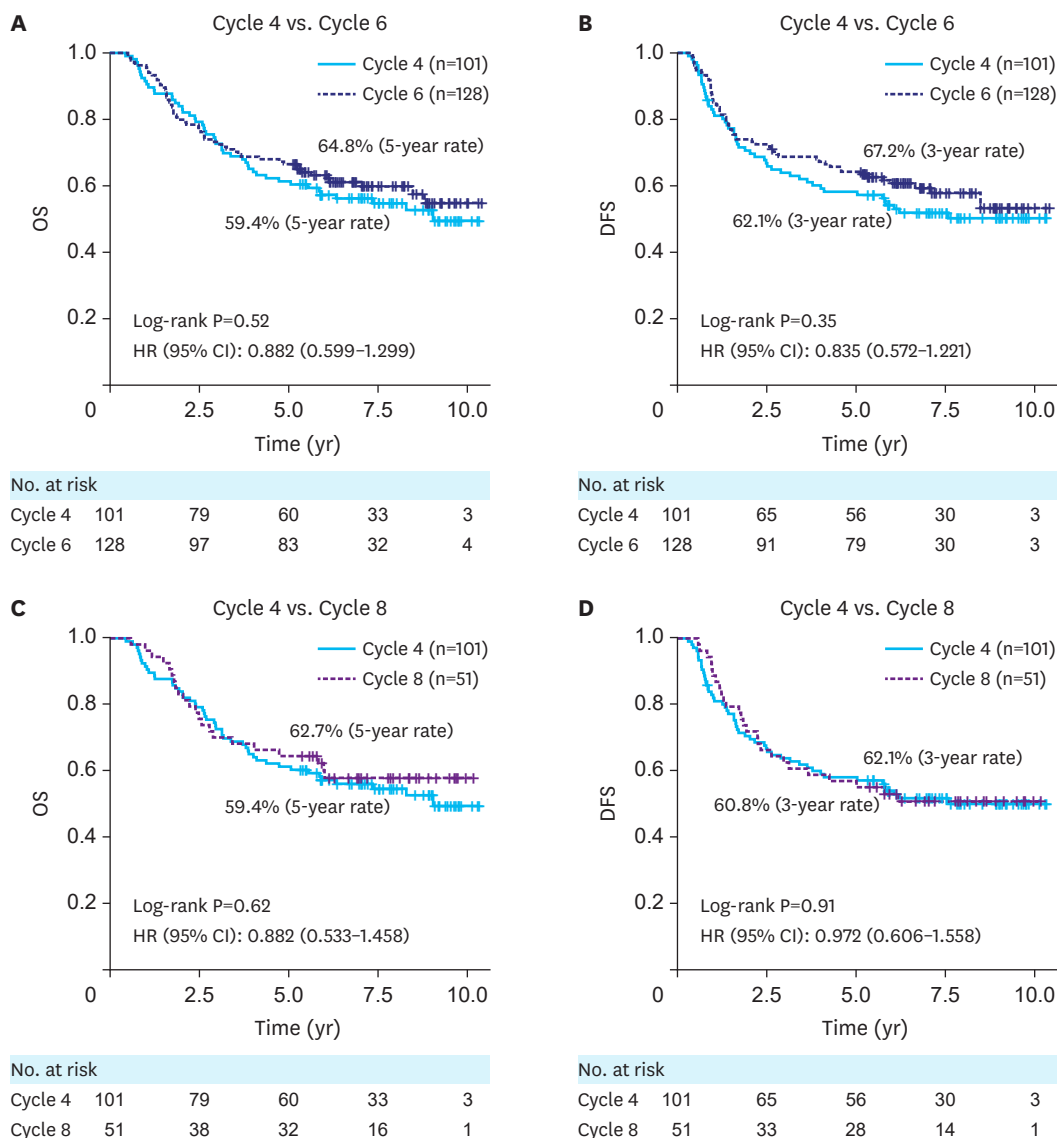 A Cycle 4 vs. Cycle 6
1.0
0.8
0.6
0.4
0.2
0
OS
Cycle 4 (n=101)
Cycle 6 (n=128)
64.8% (5-year rate)
59.4% (5-year rate)
Log-rank P=0.52
HR (95% CI): 0.882 (0.599–1.299)
2.5 5.0 7.5 10.0
Time (yr)
No. at risk
Cycle 4 101 79 60 33 3
Cycle 6 128 97 83 32 4
B Cycle 4 vs. Cycle 6
1.0
0.8
0.6
0.4
0.2
0
DFS
Cycle 4 (n=101)
Cycle 6 (n=128)
67.2% (3-year rate)
62.1% (3-year rate)
Log-rank P=0.35
HR (95% CI): 0.835 (0.572–1.221)
2.5 5.0 7.5 10.0
Time (yr)
No. at risk
Cycle 4 101 65 56 30 3
Cycle 6 128 91 79 30 3
C Cycle 4 vs. Cycle 8
1.0
0.8
0.6
0.4
0.2
0
OS
Cycle 4 (n=101)
Cycle 8 (n=51)
62.7% (5-year rate)
59.4% (5-year rate)
Log-rank P=0.62
HR (95% CI): 0.882 (0.533–1.458)
2.5 5.0 7.5 10.0
Time (yr)
No. at risk
Cycle 4 101 79 60 33 3
Cycle 8 51 38 32 16 1
D Cycle 4 vs. Cycle 8
1.0
0.8
0.6
0.4
0.2
0
DFS
Cycle 4 (n=101)
Cycle 8 (n=51)
62.1% (3-year rate)
60.8% (3-year rate)
Log-rank P=0.91
HR (95% CI): 0.972 (0.606–1.558)
2.5 5.0 7.5 10.0
Time (yr)
No. at risk
Cycle 4 101 65 56 30 3
Cycle 8 51 33 28 14 1